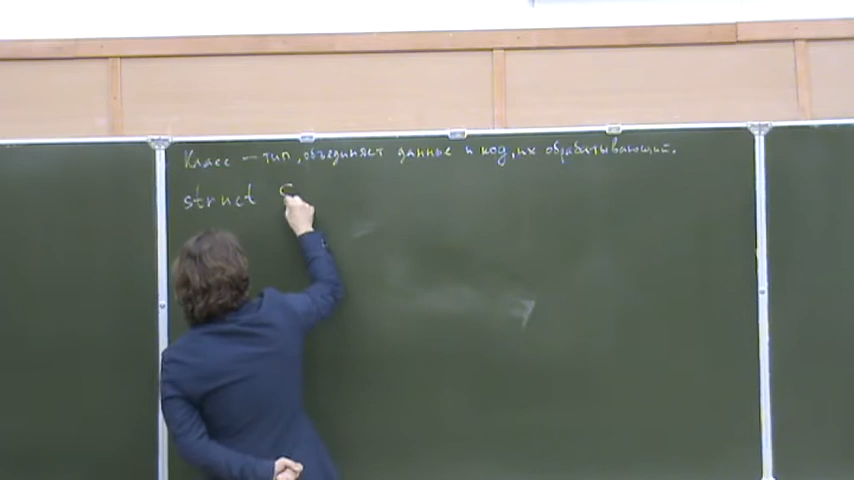 Класс — тип, объединяет данные и код, их обрабатывающий.
struct